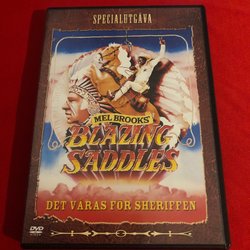 SPECIALUTGÅVA
MEL BROOKS'
BLAZING
SADDLES
DET VÅRAS FÖR SHERIFFEN
DVD